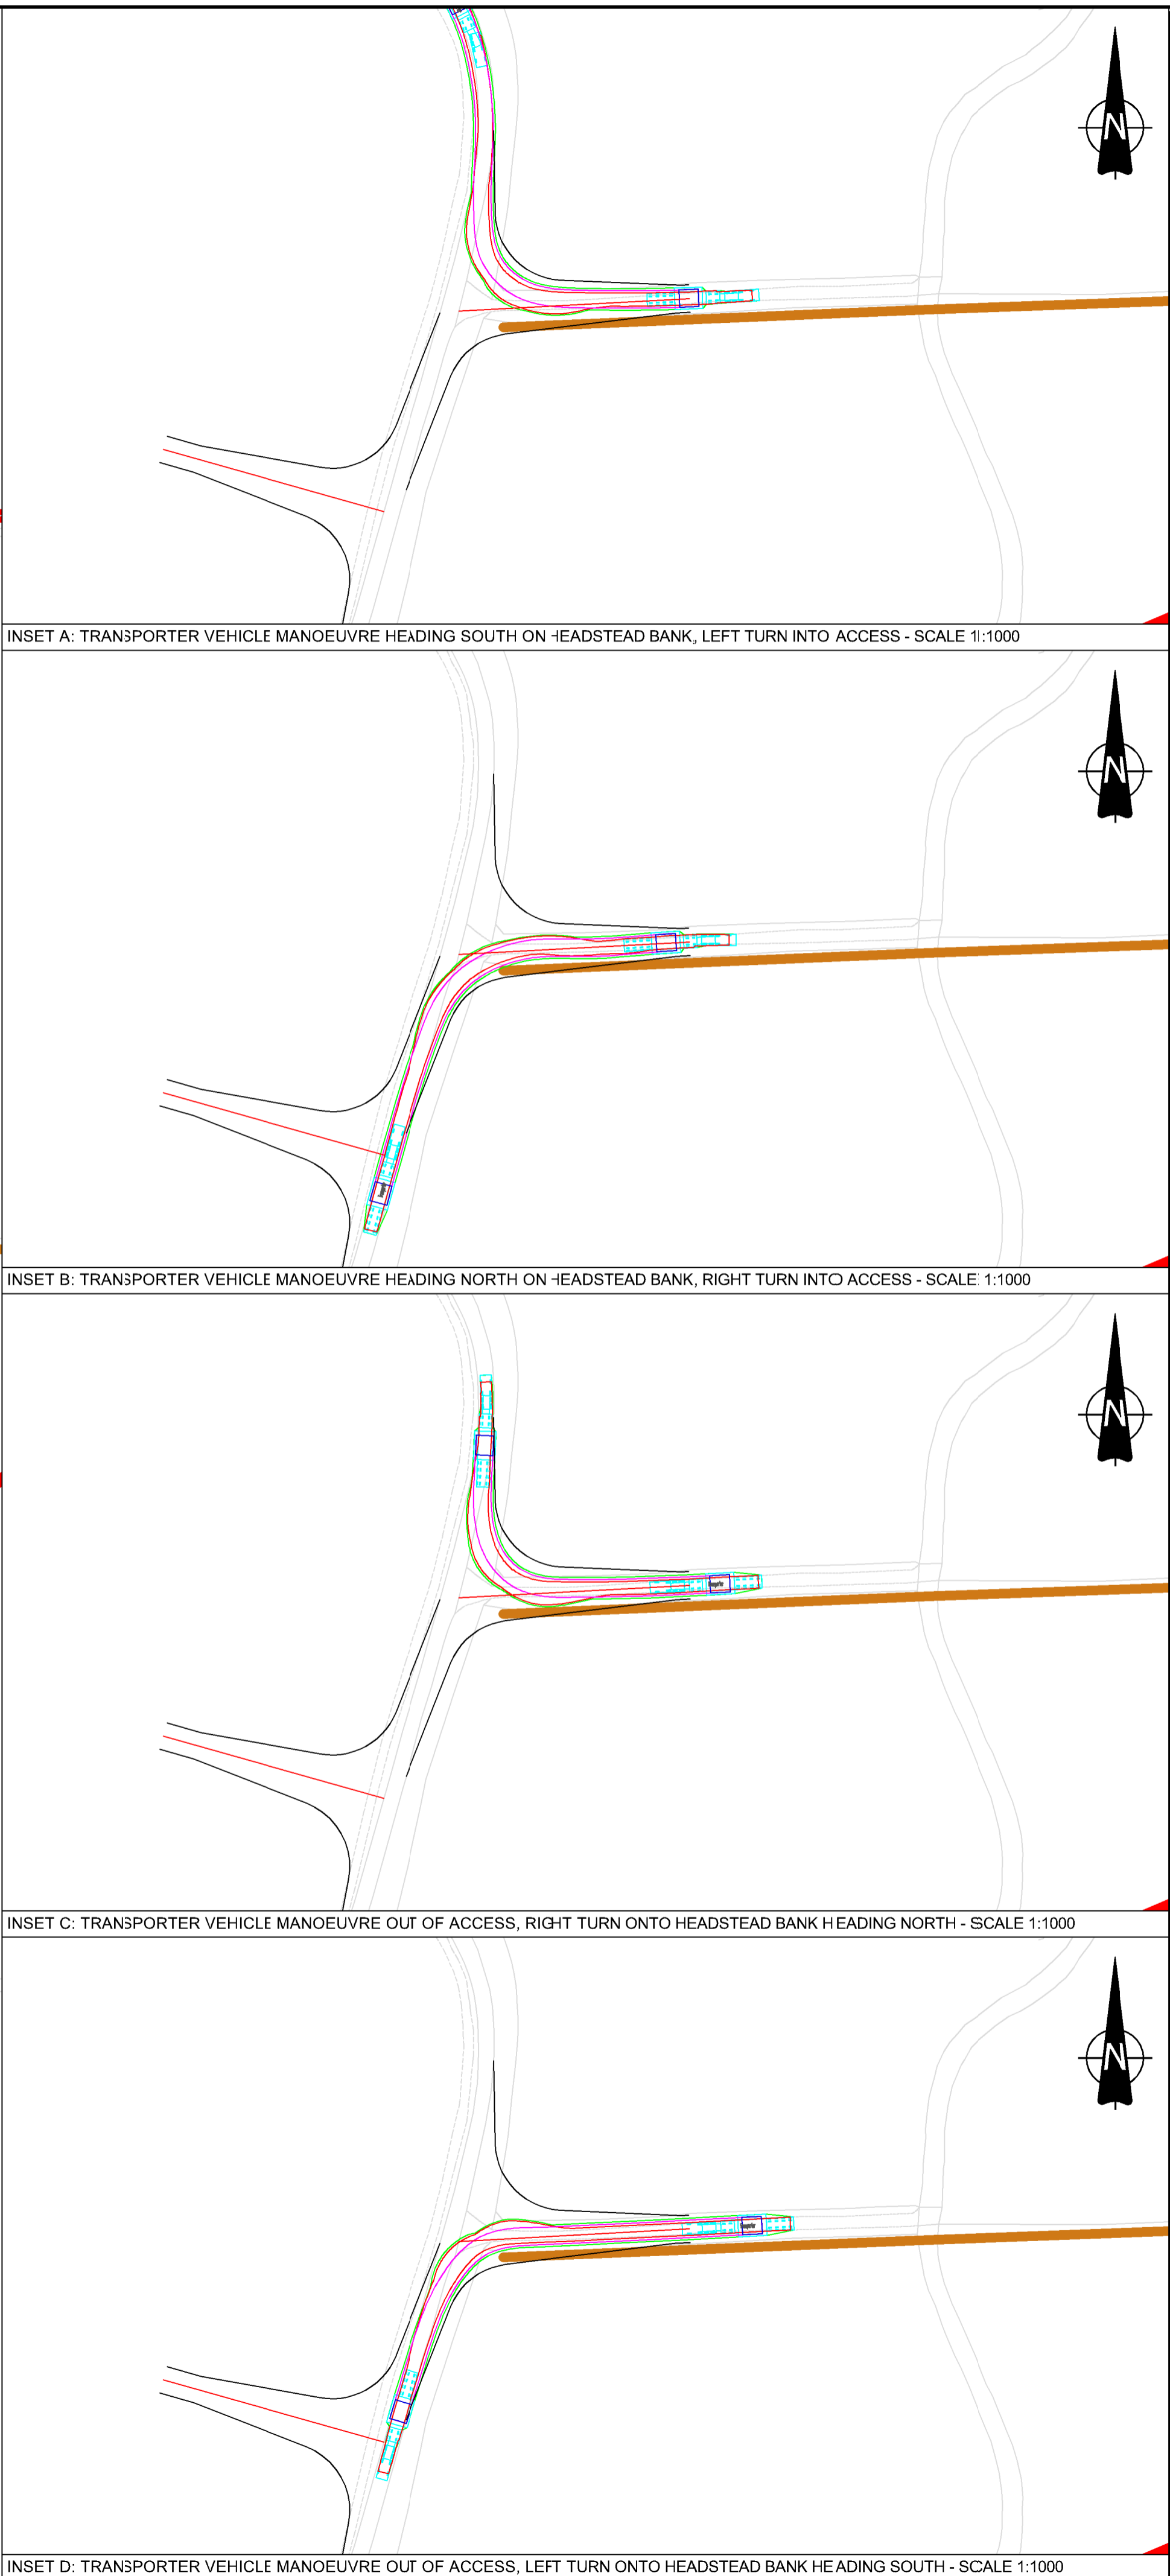 N
INSET A: TRANSPORTER VEHICLE MANOEUVRE HEADING SOUTH ON HEADSTEAD BANK, LEFT TURN INTO ACCESS - SCALE 1:1000
N
INSET B: TRANSPORTER VEHICLE MANOEUVRE HEADING NORTH ON HEADSTEAD BANK, RIGHT TURN INTO ACCESS - SCALE 1:1000
N
INSET C: TRANSPORTER VEHICLE MANOEUVRE OUT OF ACCESS, RIGHT TURN ONTO HEADSTEAD BANK HEADING NORTH - SCALE 1:1000
N
INSET D: TRANSPORTER VEHICLE MANOEUVRE OUT OF ACCESS, LEFT TURN ONTO HEADSTEAD BANK HEADING SOUTH - SCALE 1:1000